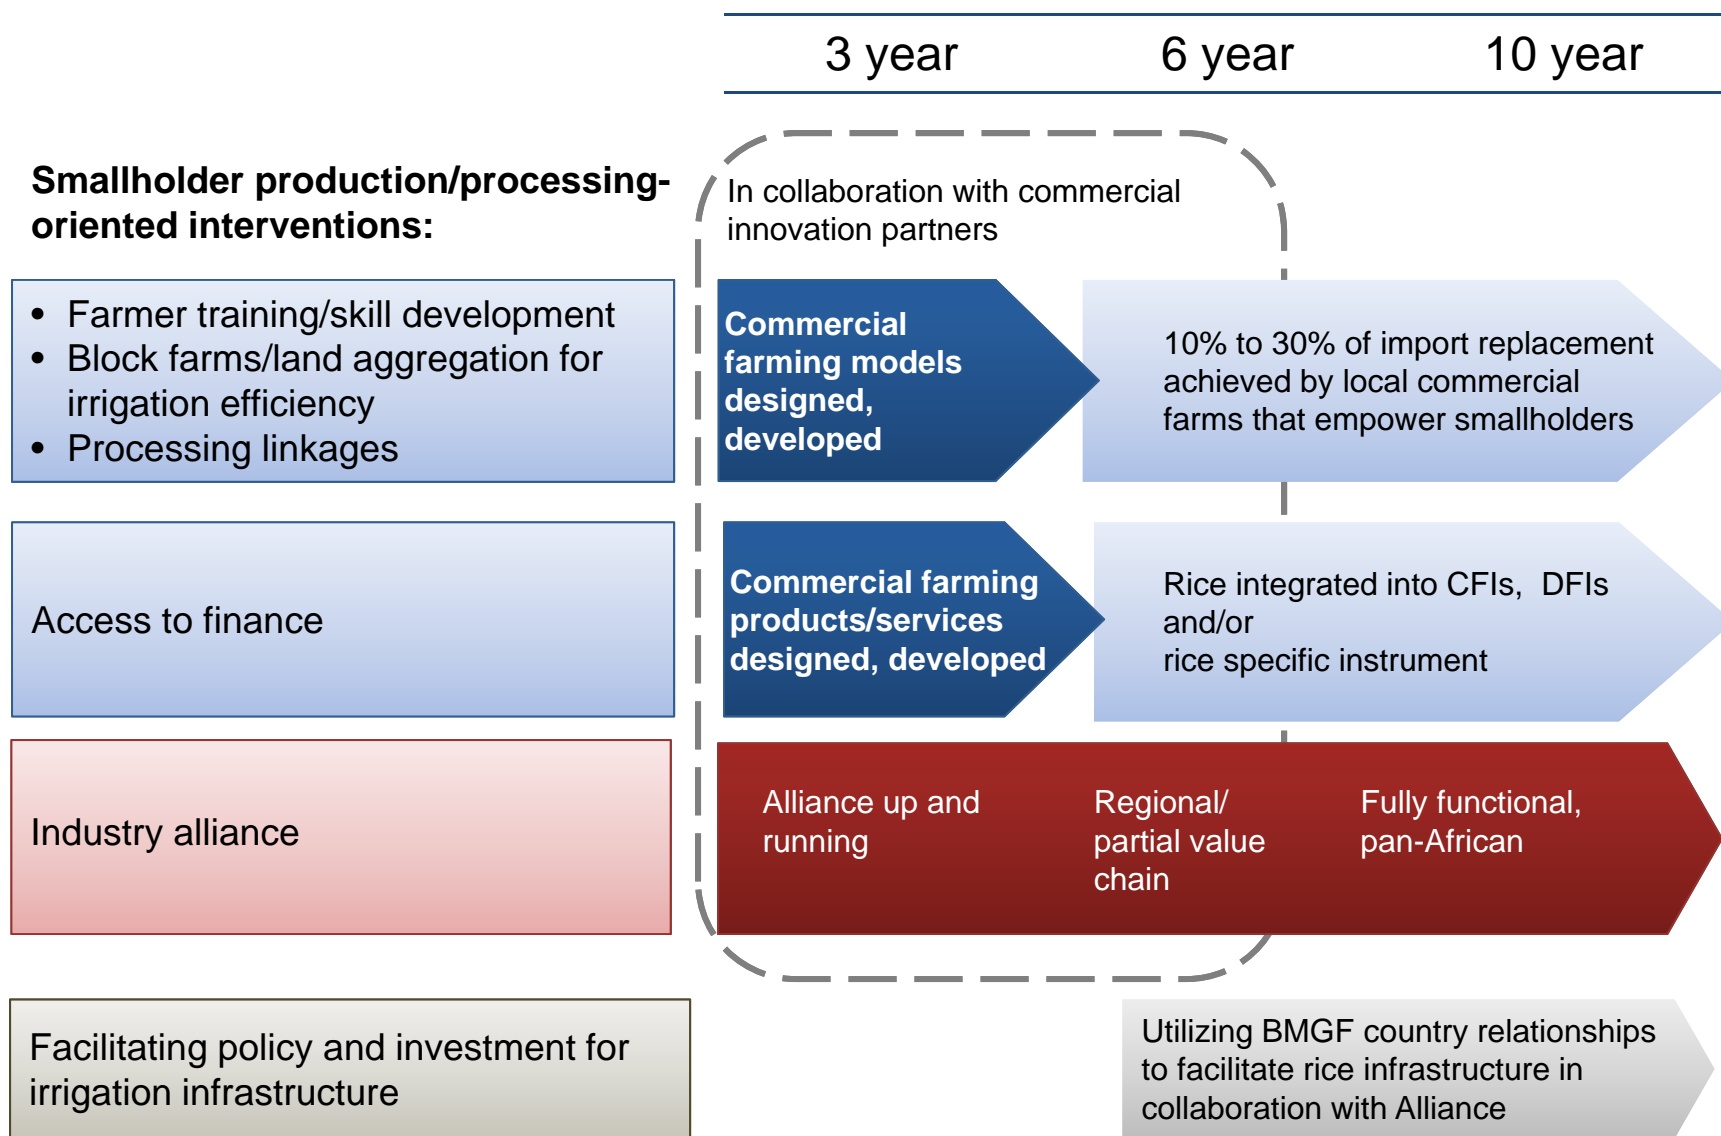 3 year 6 year 10 year
Smallholder production/processing-
oriented interventions:
In collaboration with commercial
innovation partners
• Farmer training/skill development
• Block farms/land aggregation for
irrigation efficiency
• Processing linkages
Commercial
farming models
designed,
developed
10% to 30% of import replacement
achieved by local commercial
farms that empower smallholders
Access to finance
Commercial farming
products/services
designed, developed
Rice integrated into CFIs,  DFIs
and/or
rice specific instrument
Industry alliance
Alliance up and
running
Regional/
partial value
chain
Fully functional,
pan-African
Facilitating policy and investment for
irrigation infrastructure
Utilizing BMGF country relationships
to facilitate rice infrastructure in
collaboration with Alliance